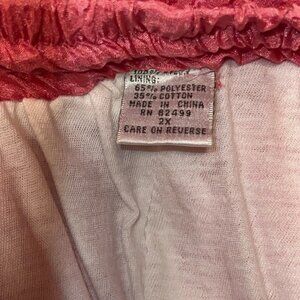 LINING:
65% POLYESTER
35% COTTON
MADE IN CHINA
RN 62499
2X
CARE ON REVERSE